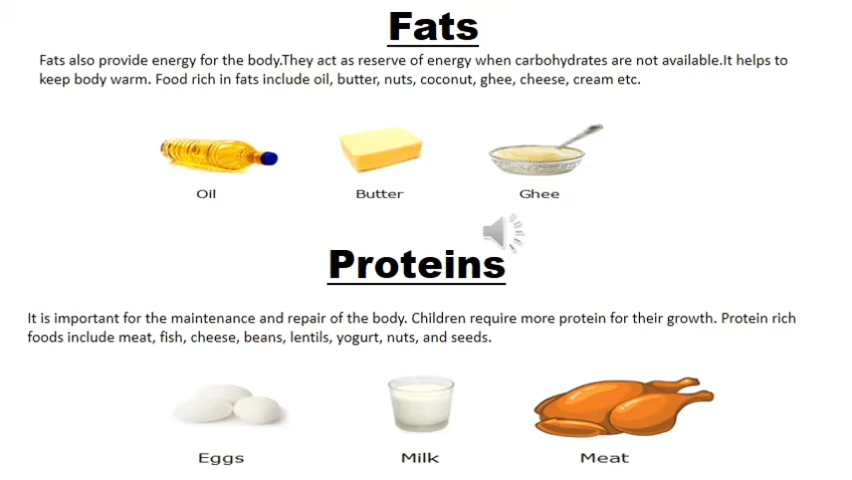 Fats
Fats also provide energy for the body.They act as reserve of energy when carbohydrates are not available.It helps to
keep body warm. Food rich in fats include oil, butter, nuts, coconut, ghee, cheese, cream etc.
Oil Butter Ghee
Proteins
It is important for the maintenance and repair of the body. Children require more protein for their growth. Protein rich
foods include meat, fish, cheese, beans, lentils, yogurt, nuts, and seeds.
Eggs Milk Meat